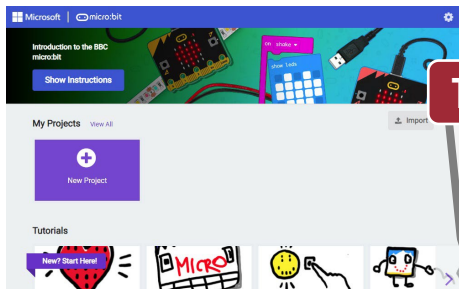 Microsoft | micro:bit
Introduction to the BBC
micro:bit
Show Instructions
on shake
show leds
My Projects View All
Import
New Project
Tutorials
New? Start Here!
MICRO
T